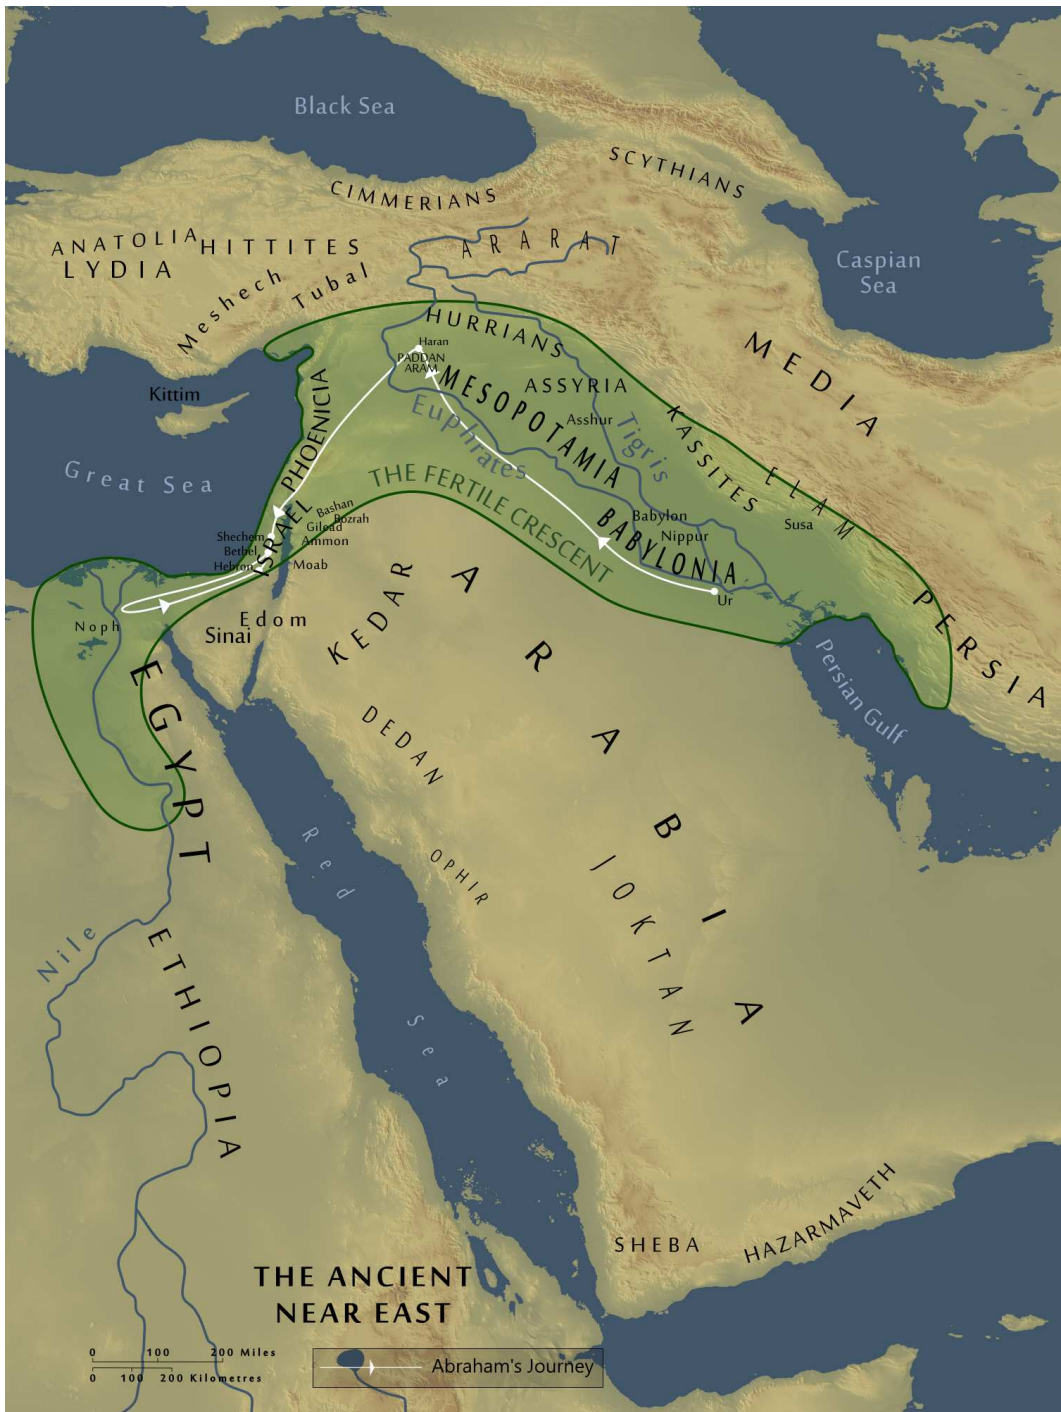 Black Sea
SCYTHIANS
CIMMERIANS
ANATOLIA
HITTITES
ARARAT
LYDIA
Caspian
Sea
Meshech
Tubal
HURRIANS
MEDIA
Haran
PADDAN
ARAM
MESOPOTAMIA
ASSYRIA
Kittim
PHOENICIA
Euphrates
Asshur
Tigris
KASSITES
Great Sea
THE FERTILE CRESCENT
ELAM
ISRAEL
Bashan
Bozrah
Gilead
Ammon
Shechem
Bethel
Hebron
Moab
Babylon
Nippur
BABYLONIA
Susa
Ur
Noph
Edom
Sinai
KEDAR
ARABIA
PERSIA
Persian Gulf
EGYPT
DEDAN
OPHIR
JOKTAN
Red Sea
Nile
ETHIOPIA
SHEBA
HAZARMAVETH
THE ANCIENT
NEAR EAST
0 100 200 Miles
0 100 200 Kilometres
Abraham's Journey